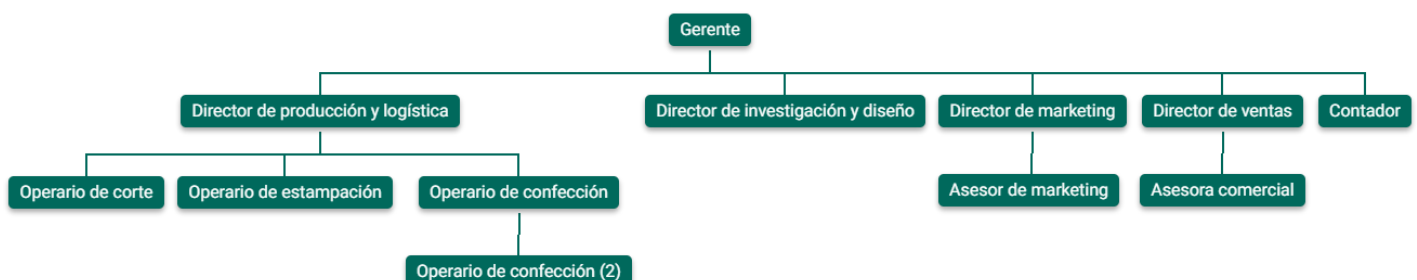 Gerente
Director de producción y logística
Director de investigación y diseño
Director de marketing
Director de ventas
Contador
Operario de corte
Operario de estampación
Operario de confección
Asesor de marketing
Asesora comercial
Operario de confección (2)